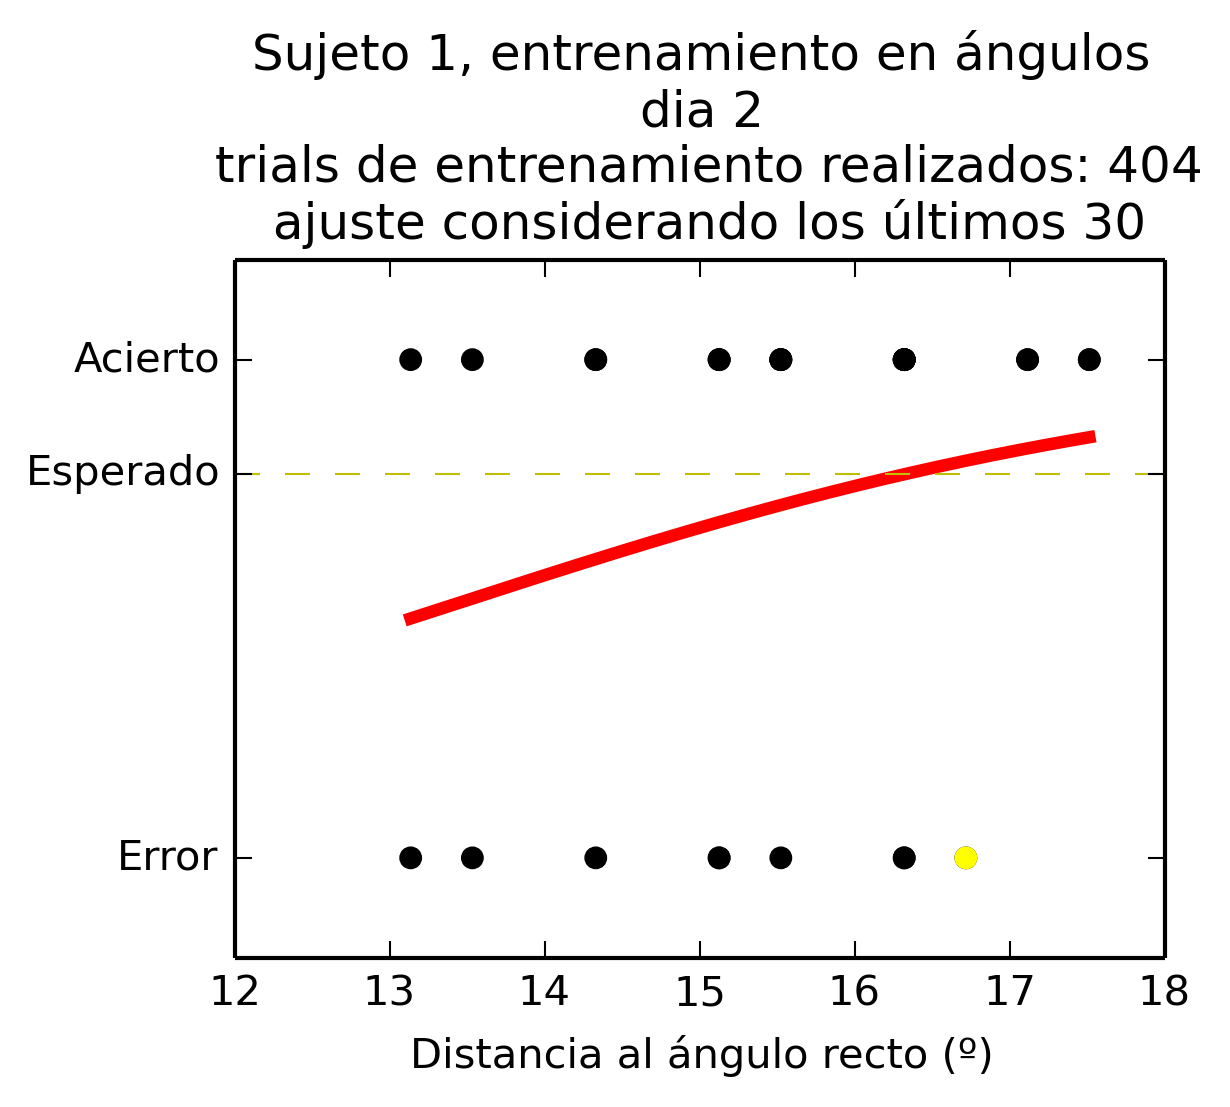 Sujeto 1, entrenamiento en ángulos
dia 2
trials de entrenamiento realizados: 404
ajuste considerando los últimos 30
Acierto
Esperado
Error
12 13 14 15 16 17 18
Distancia al ángulo recto (º)